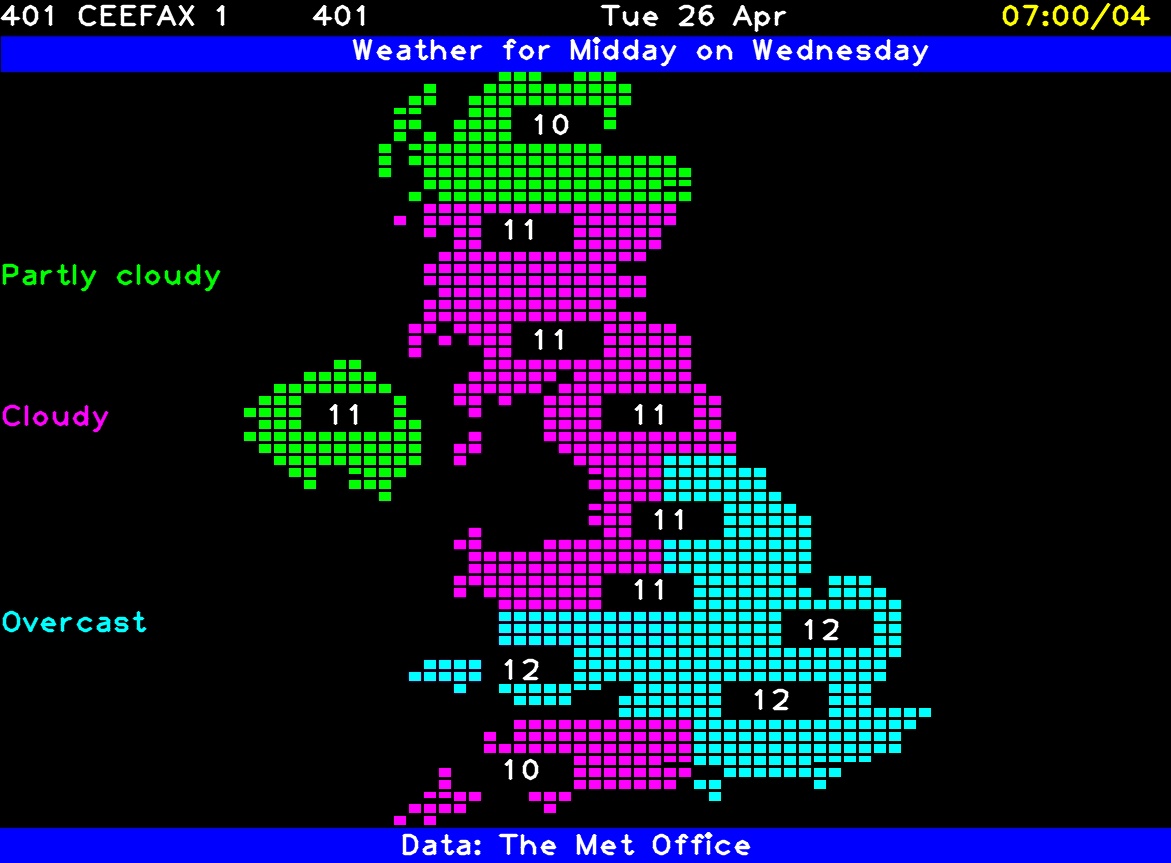 401 CEEFAX 1 401 Tue 26 Apr 07:00/04
Weather for Midday on Wednesday
10
11
Partly cloudy
11
Cloudy 11 11
11
11
Overcast 12
12
12
10
Data: The Met Office